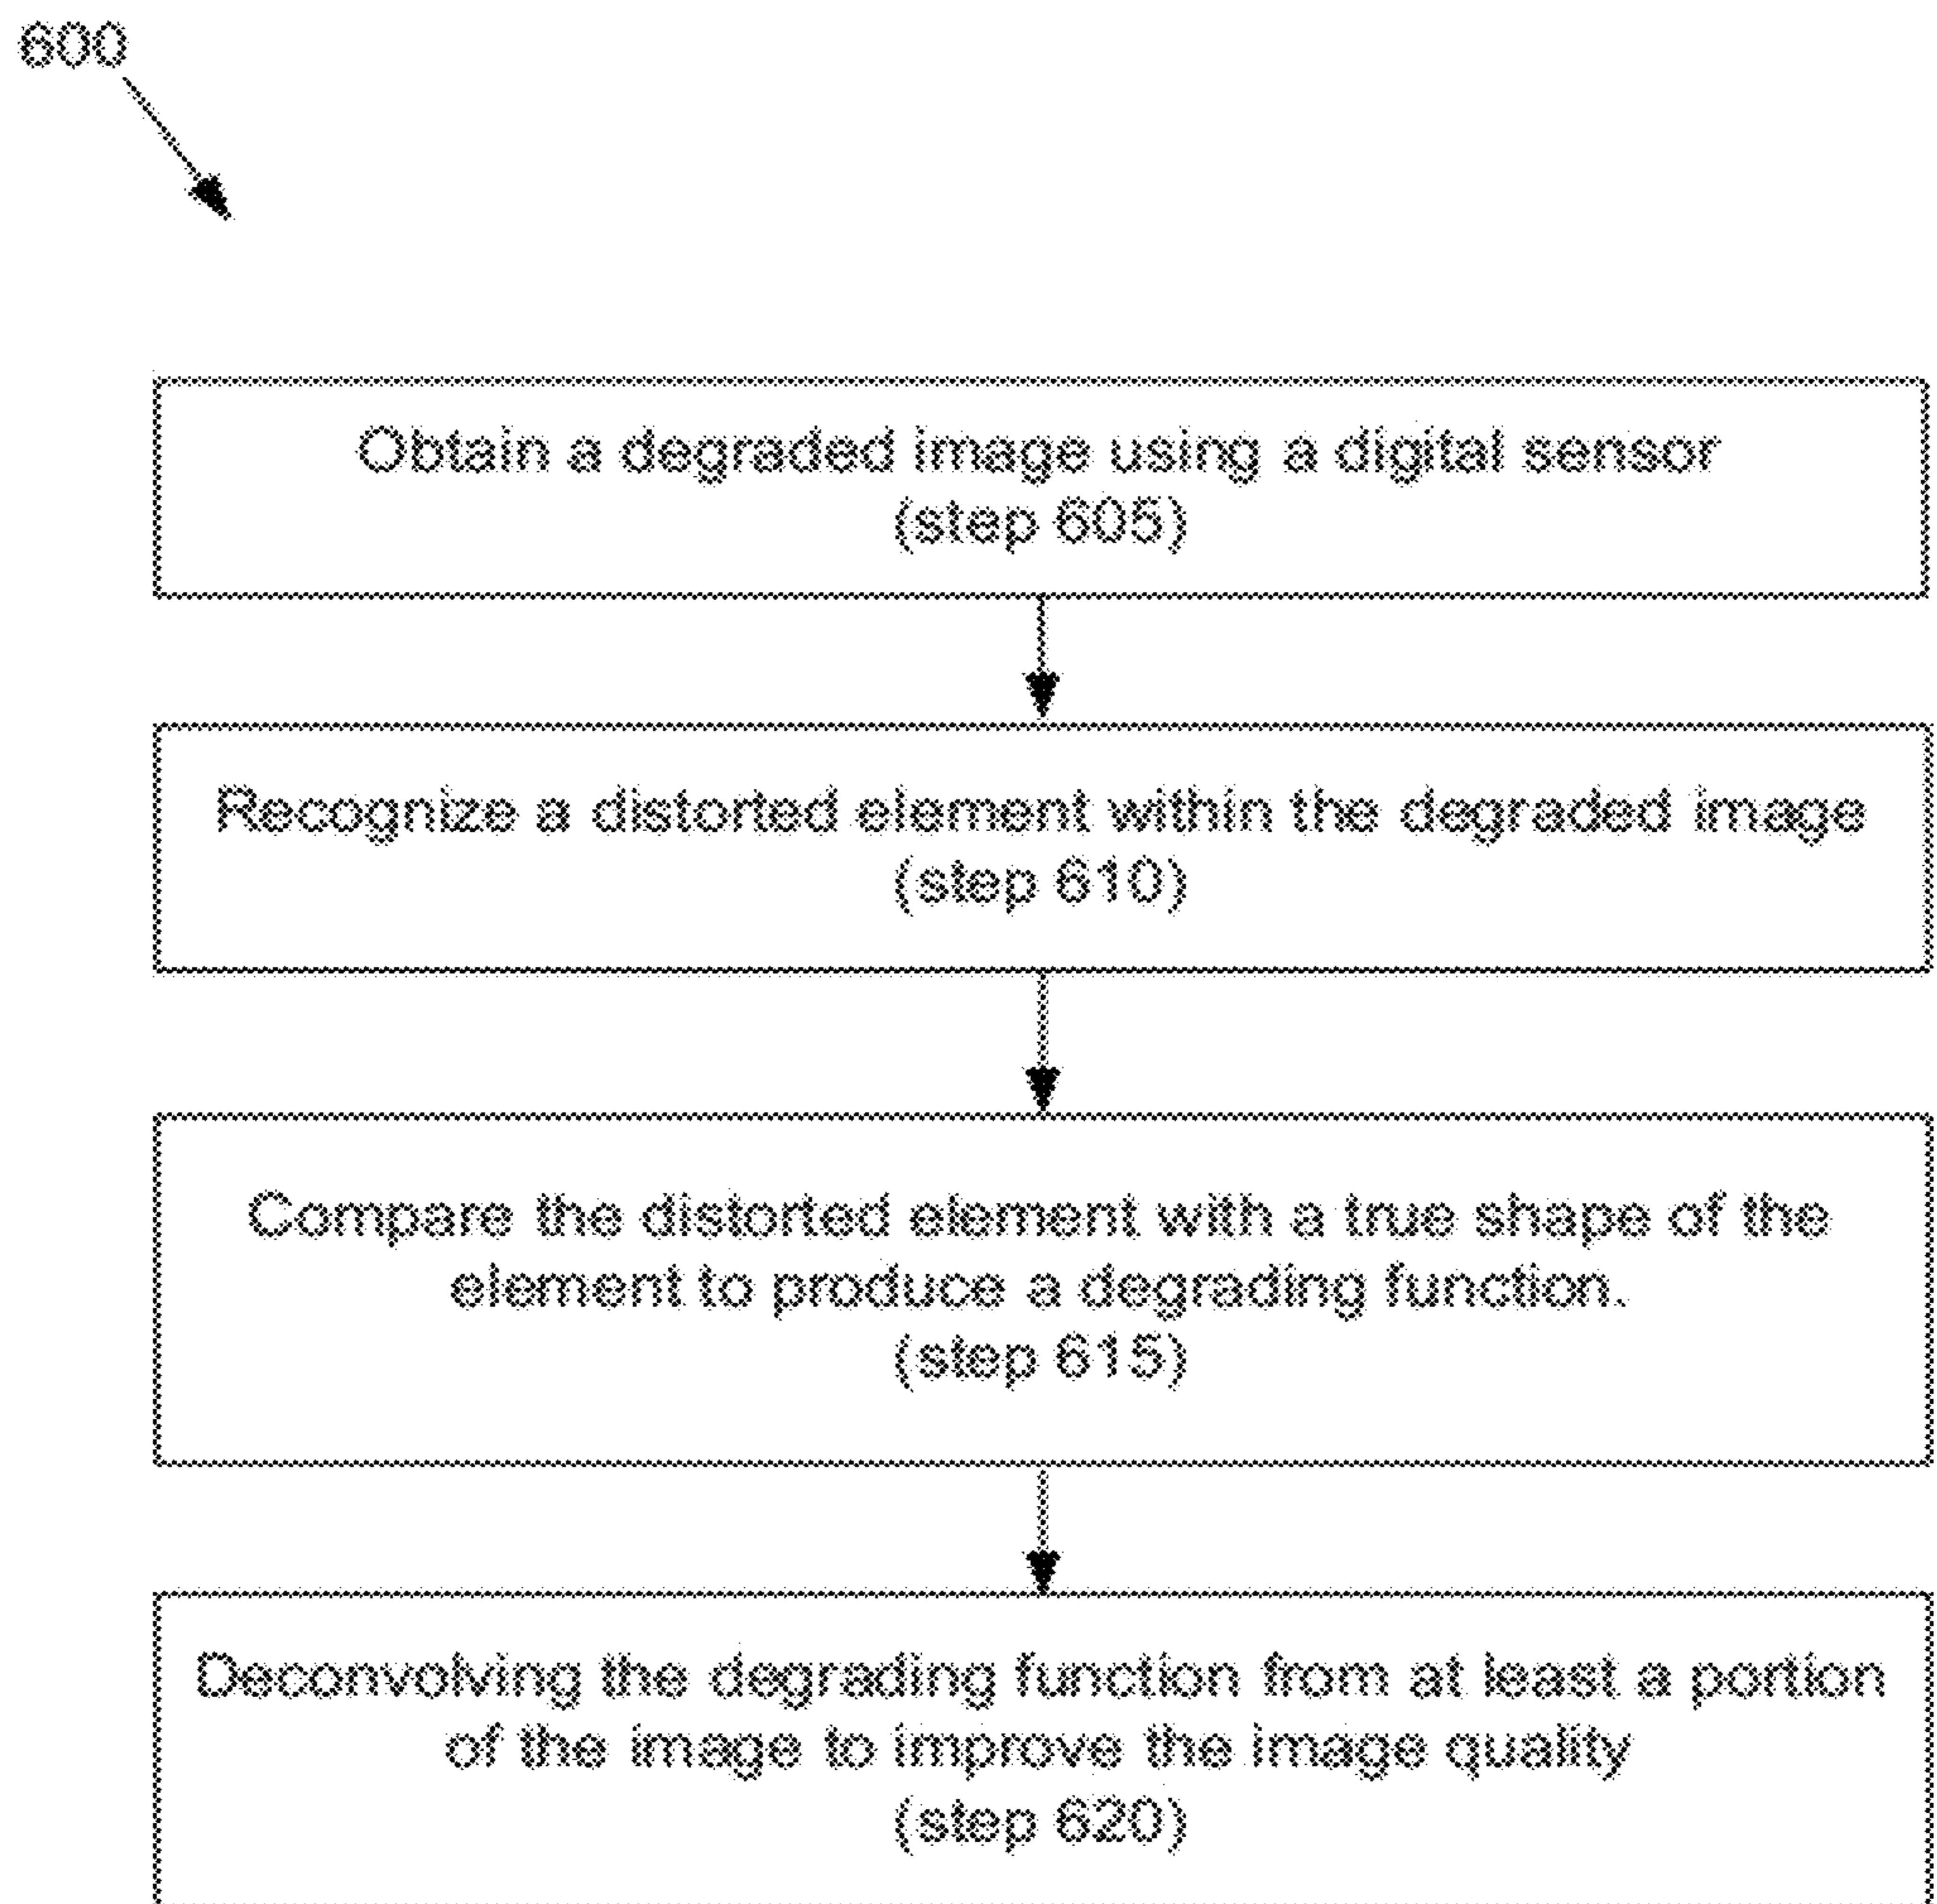 600
Obtain a degraded image using a digital sensor
(step 605)
Recognize a distorted element within the degraded image
(step 610)
Compare the distorted element with a true shape of the
element to produce a degrading function.
(step 615)
Deconvolving the degrading function from at least a portion
of the image to improve the image quality
(step 620)